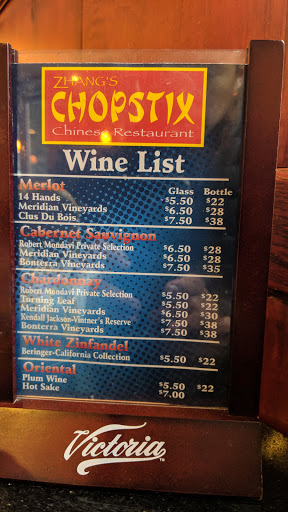 ZHANG'S
CHOPSTIX
Chinese Restaurant
Wine List
Merlot Glass Bottle
14 Hands $5.50 $22
Meridian Vineyards $6.50 $28
Clus Du Bois $7.50 $38
Cabernet Sauvignon
Robert Mondavi Private Selection $6.50 $28
Meridian Vineyards $6.50 $28
Bonterra Vineyards $7.50 $35
Chardonnay
Robert Mondavi Private Selection $5.50 $22
Turning Leaf $5.50 $22
Meridian Vineyards $6.50 $30
Kendall Jackson-Vintner's Reserve $7.50 $38
Bonterra Vineyards $7.50 $38
White Zinfandel
Beringer-California Collection $5.50 $22
Oriental
Plum Wine $5.50 $22
Hot Sake $7.00
Victoria